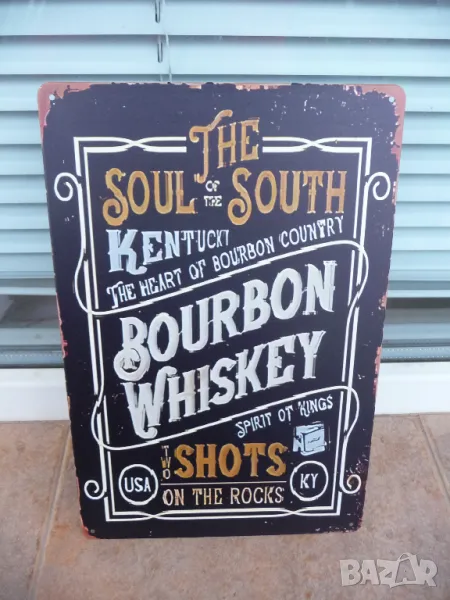 THE
SOUL OF THE SOUTH
KENTUCKY
THE HEART OF BOURBON COUNTRY
BOURBON
WHISKEY
SPIRIT OF KINGS
TWO SHOTS
USA ON THE ROCKS KY
BAZAR